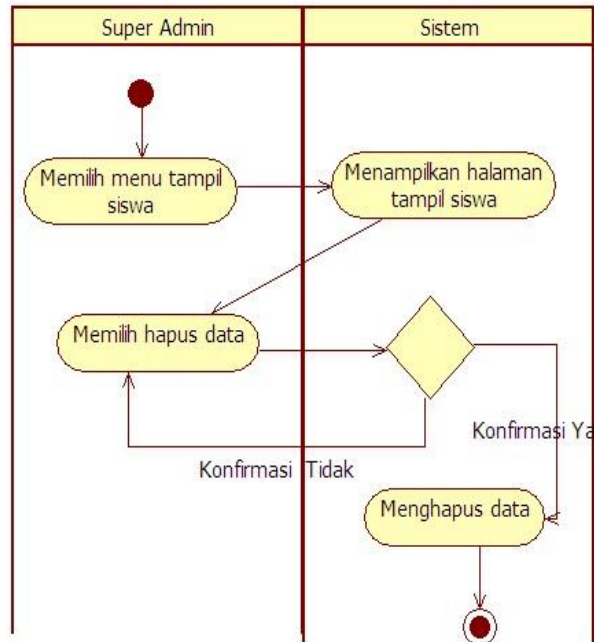 Super Admin
Sistem
Memilih menu tampil
siswa
Menampilkan halaman
tampil siswa
Memilih hapus data
Konfirmasi Ya
Konfirmasi Tidak
Menghapus data